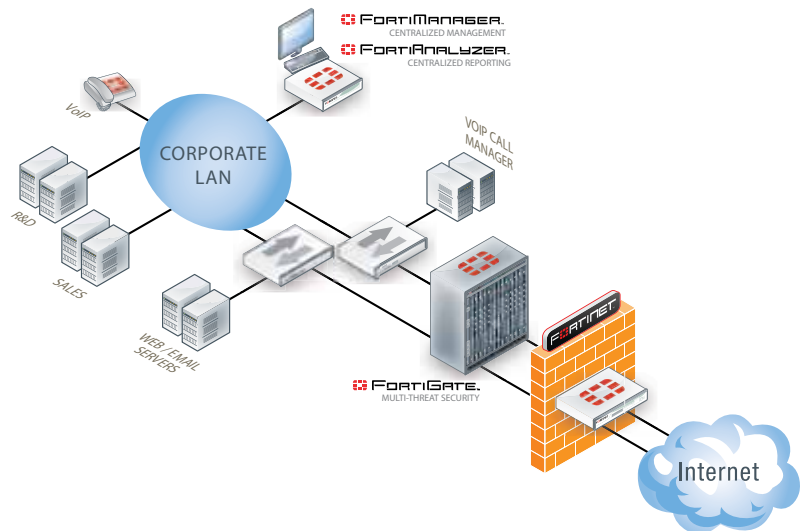 FORTIMANAGER
CENTRALIZED MANAGEMENT
FORTIANALYZER
CENTRALIZED REPORTING
VoIP
CORPORATE
LAN
VOIP CALL
MANAGER
R&D
SALES
WEB / EMAIL
SERVERS
FORTINET
FORTIGATE
MULTI-THREAT SECURITY
Internet